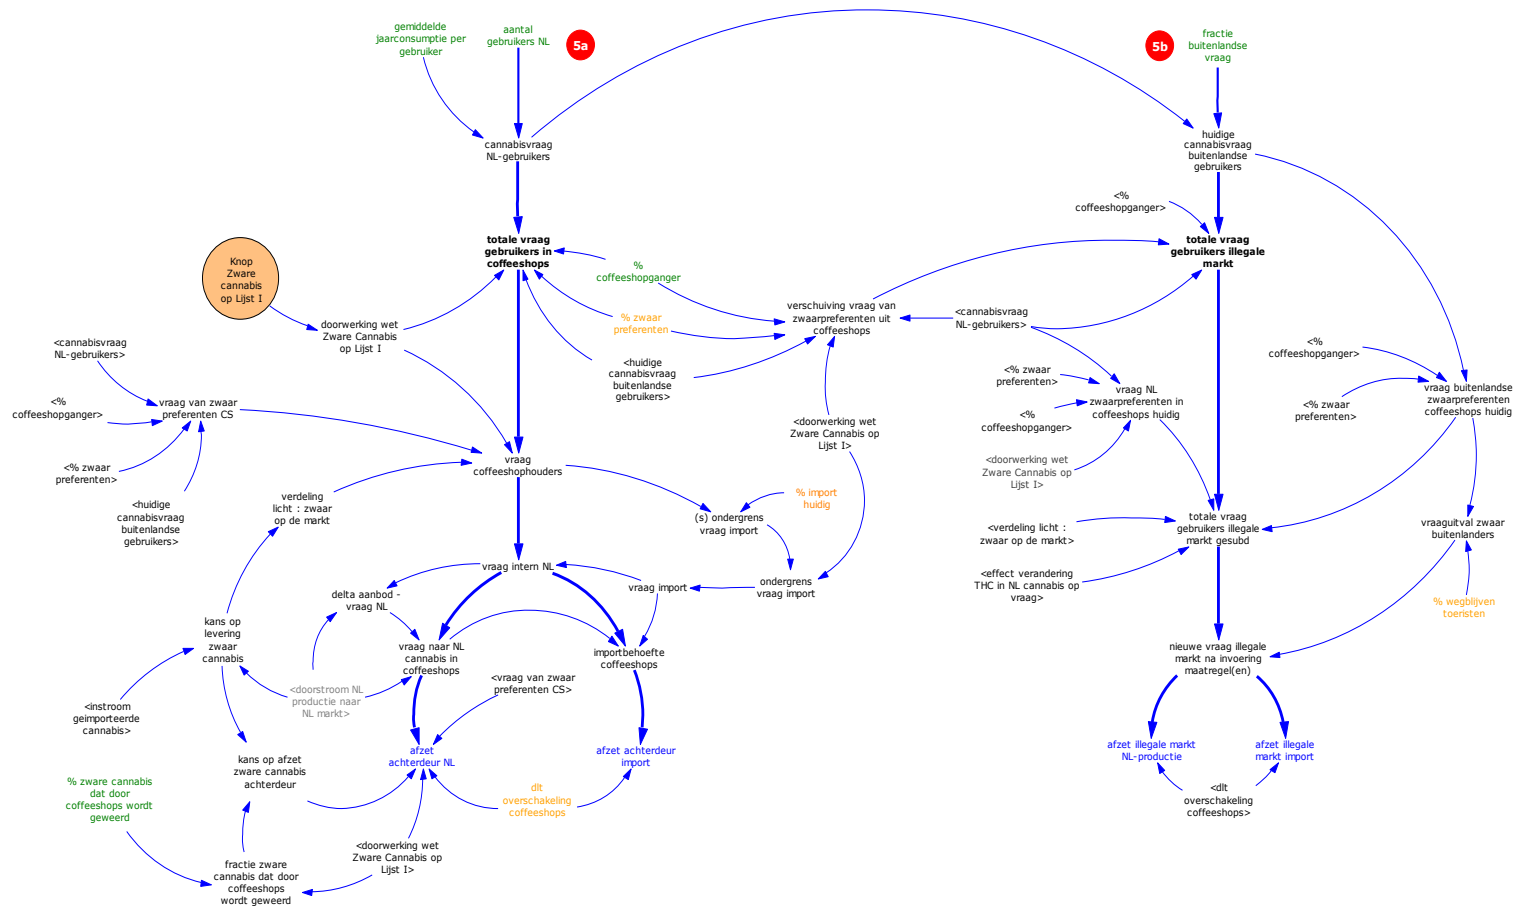 gemiddelde
jaarconsumptie per
gebruiker
aantal
gebruikers NL
5a
5b
fractie
buitenlandse
vraag
cannabisvraag
NL-gebruikers
huidige
cannabisvraag
buitenlandse
gebruikers
<%
coffeeshopganger>
totale vraag
gebruikers in
coffeeshops
totale vraag
gebruikers illegale
markt
Knop
Zware
cannabis
op Lijst I
%
coffeeshopganger
% zwaar
preferenten
verschuiving vraag van
zwaarpreferenten uit
coffeeshops
<cannabisvraag
NL-gebruikers>
doorwerking wet
Zware Cannabis
op Lijst I
<cannabisvraag
NL-gebruikers>
<huidige
cannabisvraag
buitenlandse
gebruikers>
<%
coffeeshopganger>
<% zwaar
preferenten>
vraag NL
zwaarpreferenten in
coffeeshops huidig
vraag buitenlandse
zwaarpreferenten
coffeeshops huidig
<%
coffeeshopganger>
vraag van zwaar
preferenten CS
<%
coffeeshopganger>
<% zwaar
preferenten>
<doorwerking wet
Zware Cannabis op
Lijst I>
<doorwerking wet
Zware Cannabis op
Lijst I>
<% zwaar
preferenten>
vraag
coffeeshophouders
<huidige
cannabisvraag
buitenlandse
gebruikers>
verdeling
licht : zwaar
op de markt
% import
huidig
(s) ondergrens
vraag import
<verdeling licht :
zwaar op de markt>
totale vraag
gebruikers illegale
markt gesubd
vraaguitval zwaar
buitenlanders
vraag intern NL
vraag import
ondergrens
vraag import
<effect verandering
THC in NL cannabis op
vraag>
delta aanbod -
vraag NL
% wegblijven
toeristen
kans op
levering
zwaar
cannabis
vraag naar NL
cannabis in
coffeeshops
importbehoefte
coffeeshops
nieuwe vraag illegale
markt na invoering
maatregel(en)
<vraag van zwaar
preferenten CS>
<doorstroom NL
productie naar
NL markt>
<instroom
geimporteerde
cannabis>
afzet
achterdeur NL
afzet achterdeur
import
afzet illegale markt
NL-productie
afzet illegale
markt import
kans op afzet
zware cannabis
achterdeur
% zware cannabis
dat door
coffeeshops wordt
geweerd
dlt
overschakeling
coffeeshops
<dlt
overschakeling
coffeeshops>
<doorwerking wet
Zware Cannabis op
Lijst I>
fractie zware
cannabis dat door
coffeeshops
wordt geweerd